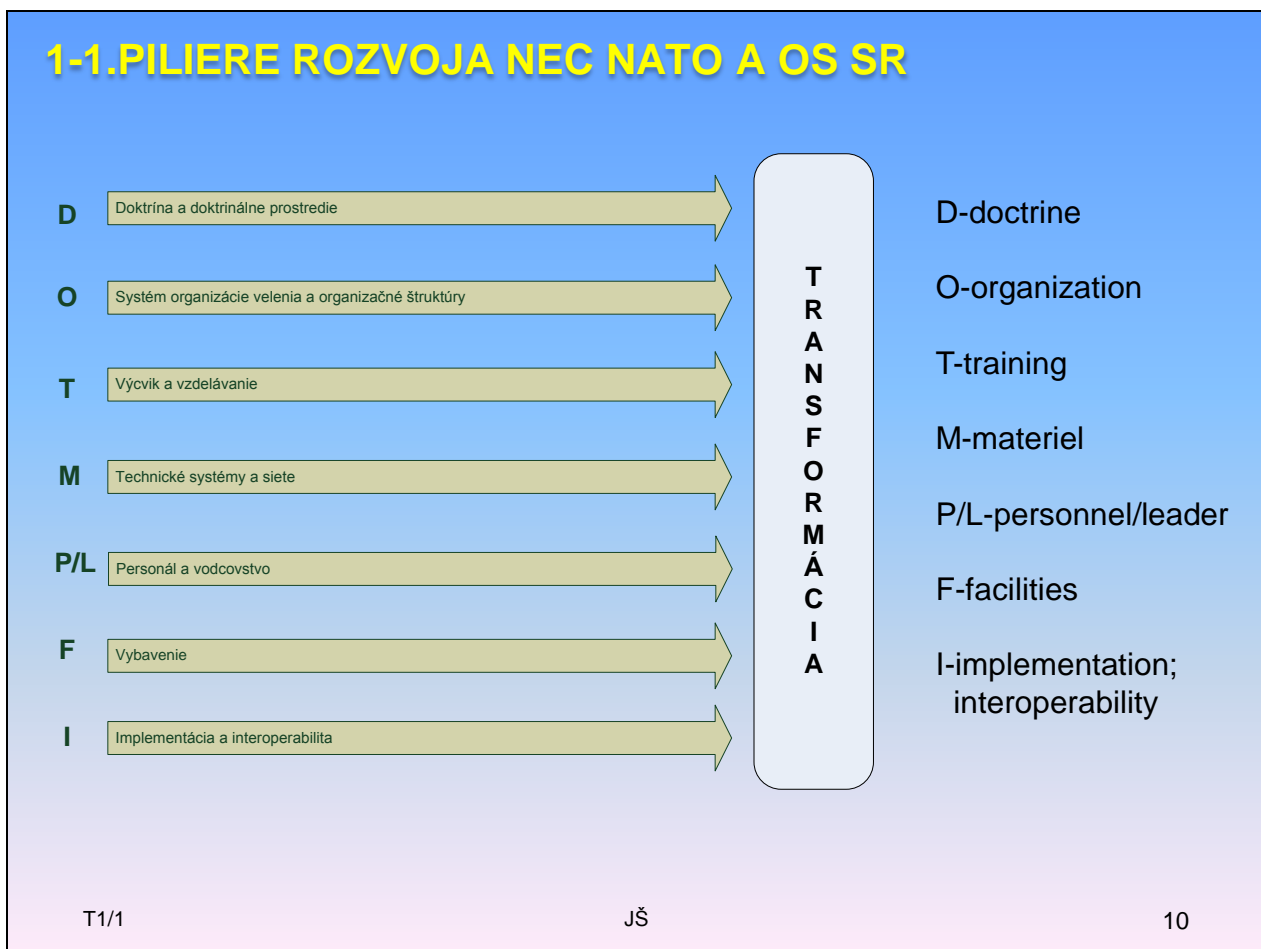 1-1.PILIERE ROZVOJA NEC NATO A OS SR
D
Doktrína a doktrinálne prostredie
O
Systém organizácie velenia a organizačné štruktúry
T
Výcvik a vzdelávanie
M
Technické systémy a siete
P/L
Personál a vodcovstvo
F
Vybavenie
I
Implementácia a interoperabilita
T
R
A
N
S
F
O
R
M
Á
C
I
A
D-doctrine
O-organization
T-training
M-materiel
P/L-personnel/leader
F-facilities
I-implementation;
interoperability
T1/1
JŠ
10